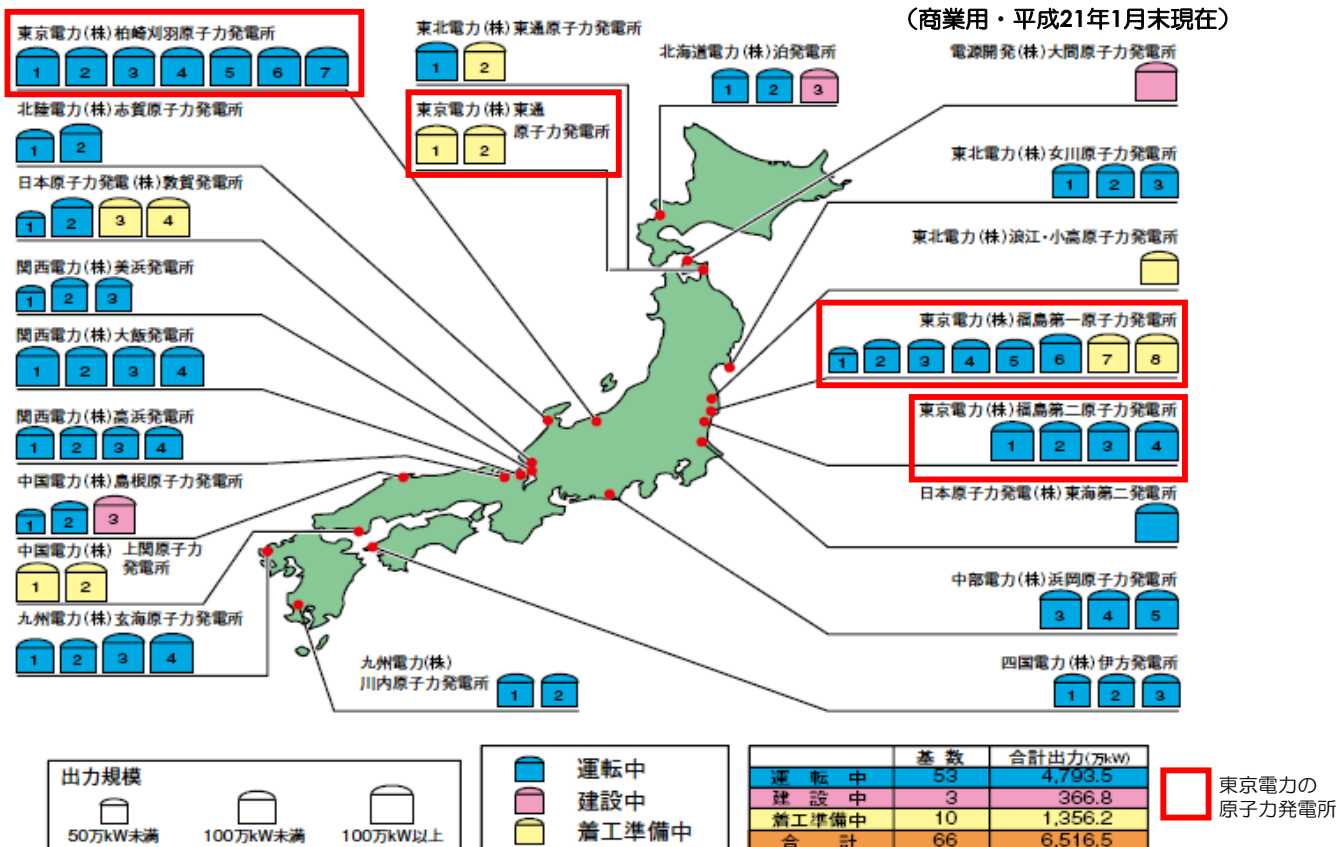 （商業用・平成21年1月末現在）
東京電力(株)柏崎刈羽原子力発電所
1 2 3 4 5 6 7
北陸電力(株)志賀原子力発電所
1 2
日本原子力発電(株)敦賀発電所
1 2 3 4
関西電力(株)美浜発電所
1 2 3
関西電力(株)大飯発電所
1 2 3 4
関西電力(株)高浜発電所
1 2 3 4
中国電力(株)島根原子力発電所
1 2 3
中国電力(株) 上関原子力
発電所
1 2
九州電力(株)玄海原子力発電所
1 2 3 4
東北電力(株)東通原子力発電所
1 2
東京電力(株)東通
原子力発電所
1 2
北海道電力(株)泊発電所
1 2 3
電源開発(株)大間原子力発電所
東北電力(株)女川原子力発電所
1 2 3
東北電力(株)浪江・小高原子力発電所
東京電力(株)福島第一原子力発電所
1 2 3 4 5 6 7 8
東京電力(株)福島第二原子力発電所
1 2 3 4
日本原子力発電(株)東海第二発電所
中部電力(株)浜岡原子力発電所
3 4 5
四国電力(株)伊方発電所
1 2 3
九州電力(株)
川内原子力発電所
1 2
出力規模
50万kW未満 100万kW未満 100万kW以上
運転中
建設中
着工準備中
基数 合計出力(万kW)
運転中 53 4,793.5
建設中 3 366.8
着工準備中 10 1,356.2
合計 66 6,516.5
東京電力の
原子力発電所